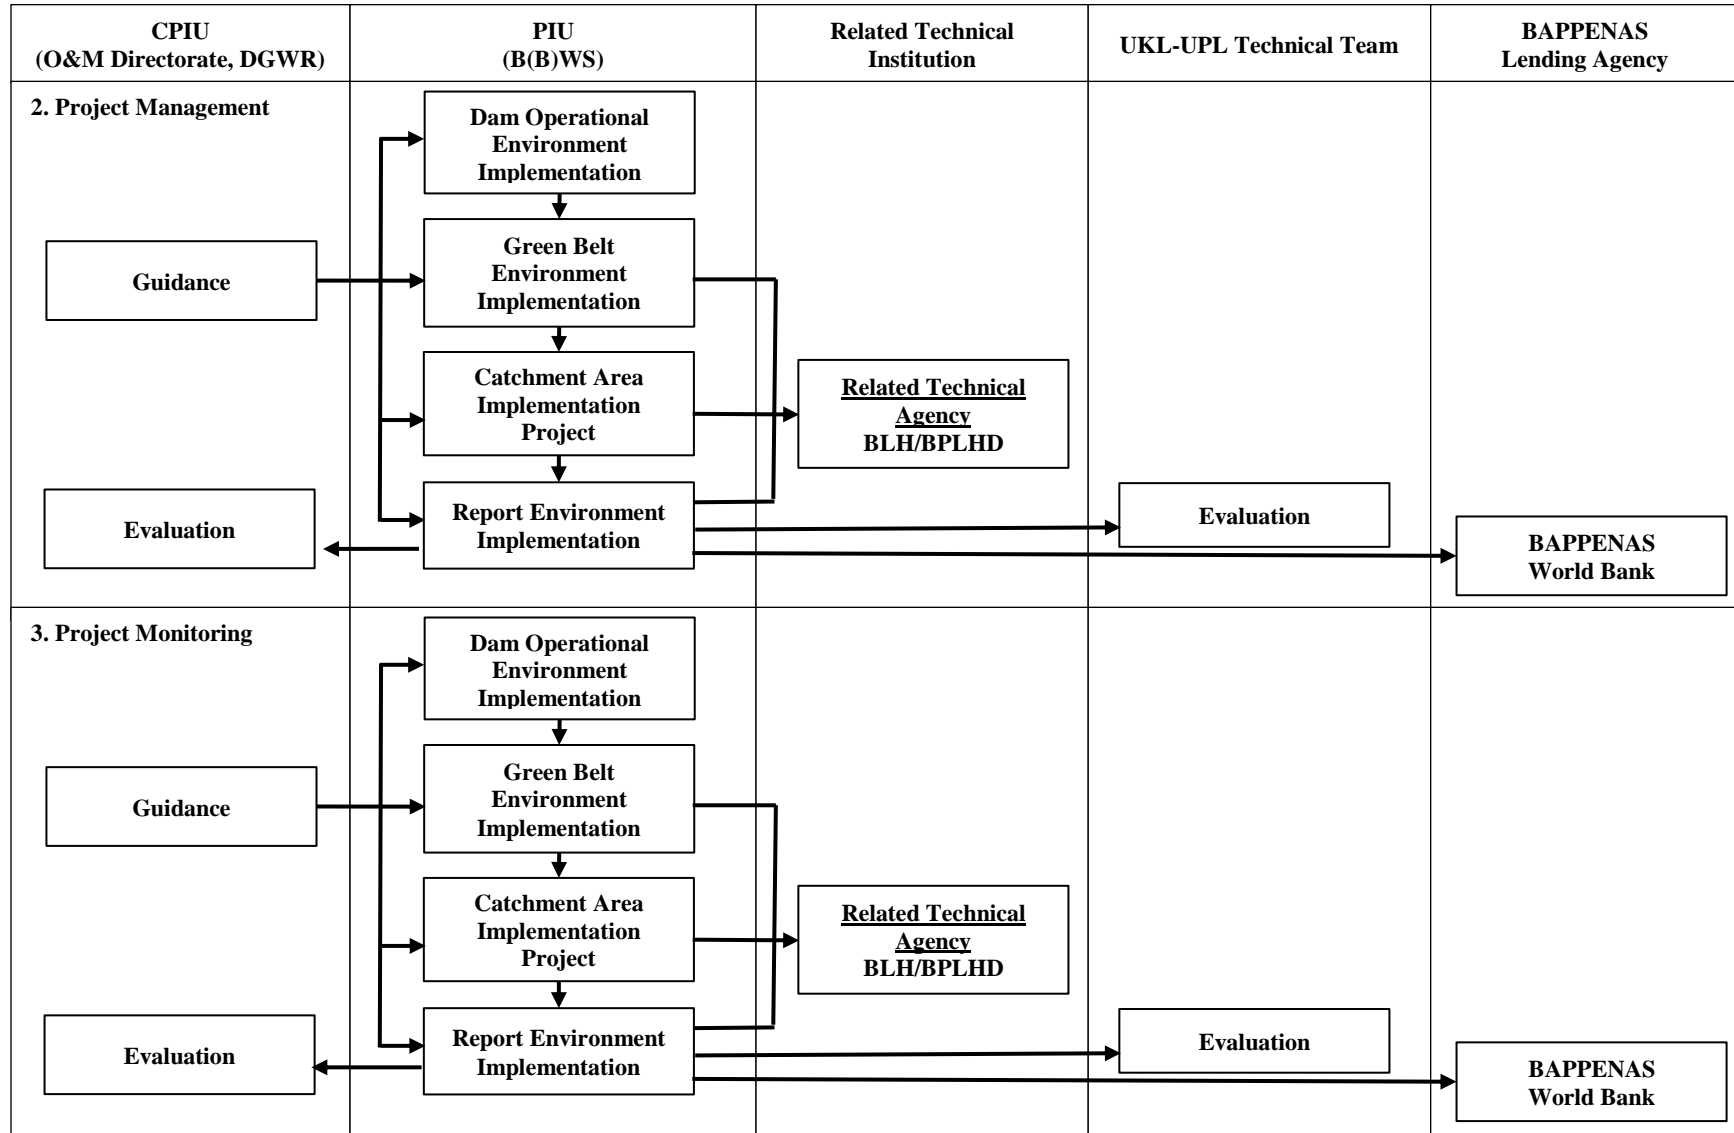 CPIU
(O&M Directorate, DGWR)
PIU
(B(B)WS)
Related Technical
Institution
UKL-UPL Technical Team
BAPPENAS
Lending Agency
2. Project Management
Dam Operational
Environment
Implementation
Guidance
Green Belt
Environment
Implementation
Catchment Area
Implementation
Project
Related Technical
Agency
BLH/BPLHD
Evaluation
Report Environment
Implementation
Evaluation
BAPPENAS
World Bank
3. Project Monitoring
Dam Operational
Environment
Implementation
Guidance
Green Belt
Environment
Implementation
Catchment Area
Implementation
Project
Related Technical
Agency
BLH/BPLHD
Evaluation
Report Environment
Implementation
Evaluation
BAPPENAS
World Bank